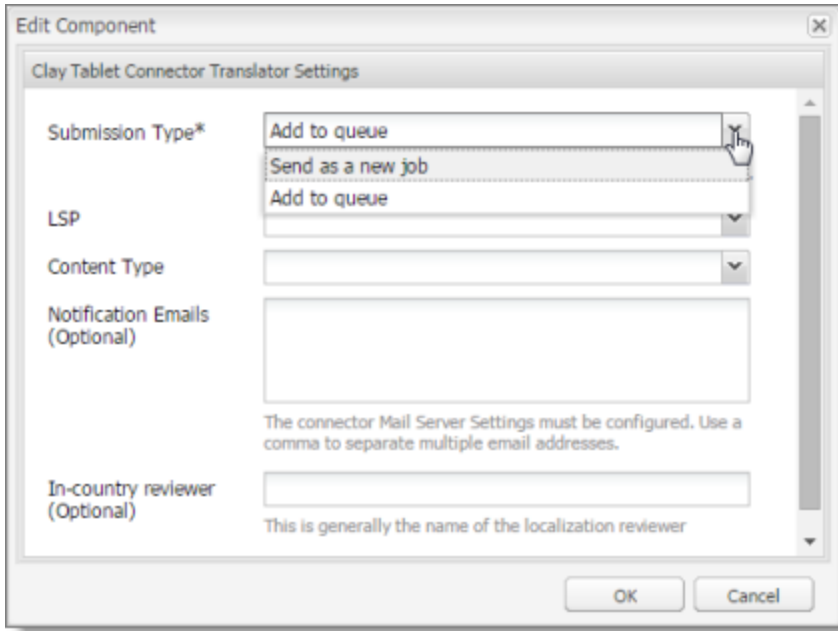 Edit Component
Clay Tablet Connector Translator Settings
Submission Type* Add to queue
Send as a new job
Add to queue
LSP
Content Type
Notification Emails
(Optional)
The connector Mail Server Settings must be configured. Use a
comma to separate multiple email addresses.
In-country reviewer
(Optional)
This is generally the name of the localization reviewer
OK Cancel